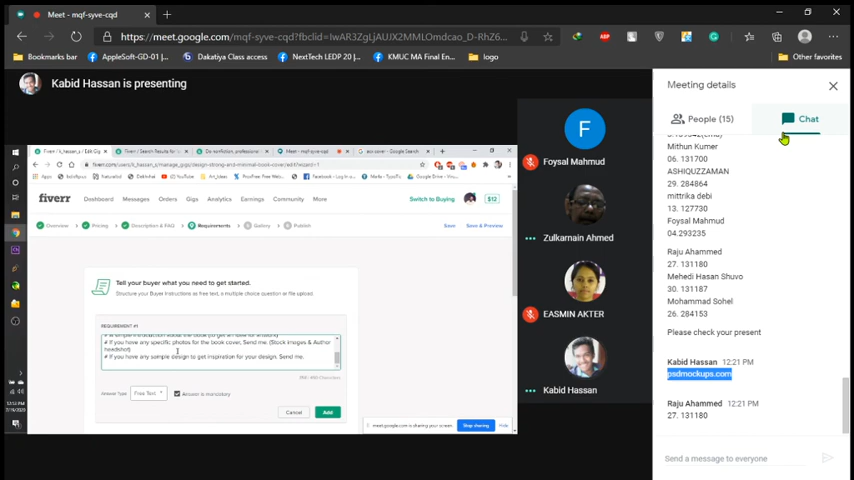 Meet - mqf-syve-cqd
https://meet.google.com/mqf-syve-cqd?fbclid=IwAR3ZgLjAZUX2MMLOmdcao_D-RhZ6...
Bookmarks bar
AppleSoft-GD-01 | P...
Dakatiya Class access
NextTech LEDP 20 |...
KMUC MA Final En...
logo
Other favorites
Kabid Hassan is presenting
fiverr
Dashboard
Messages
Orders
Gigs
Analytics
Earnings
Community
More
Switch to Buying
$12
Overview
Pricing
Description & FAQ
Requirements
Gallery
Publish
Save
Save & Preview
Tell your buyer what you need to get started.
Structure your Buyer Instructions as free text, a multiple choice question or file upload.
REQUIREMENT #1
# If you have any specific photos for the book cover, Send me. (Stock images & Author
headshot)
# If you have any sample design to get inspiration for your design. Send me.
Answer Type
Free Text
Answer is mandatory
Cancel
Add
meet.google.com is sharing your screen
Stop sharing
F
Foysal Mahmud
Zulkarnain Ahmed
EASMIN AKTER
Kabid Hassan
Meeting details
People (15)
Chat
Mithun Kumer
06. 131700
ASHIQUZZAMAN
29. 284864
mittrika debi
13. 127730
Foysal Mahmud
04.293235
Raju Ahammed
27. 131180
Mehedi Hasan Shuvo
30. 131187
Mohammad Sohel
26. 284153
Please check your present
Kabid Hassan 12:21 PM
psdmockups.com
Raju Ahammed 12:21 PM
27. 131180
Send a message to everyone